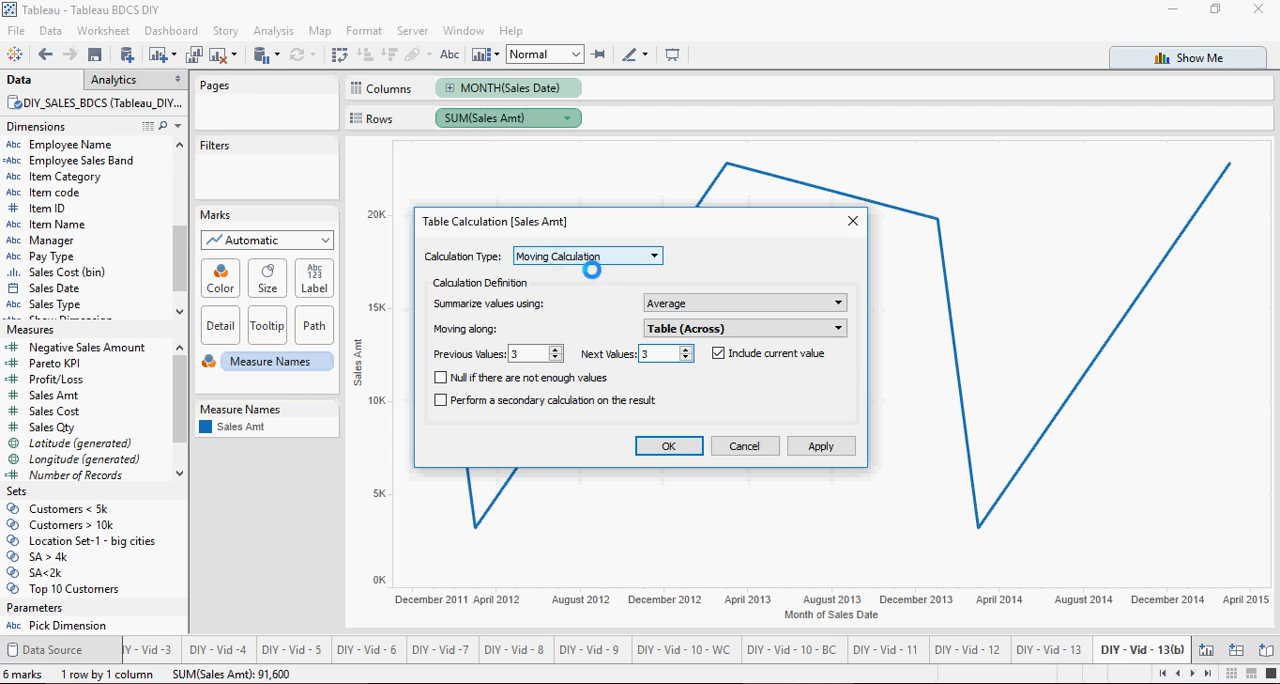 Tableau - Tableau BDCS DIY
File Data Worksheet Dashboard Story Analysis Map Format Server Window Help
Abc Normal Show Me
Data Analytics
DIY_SALES_BDCS (Tableau_DIY...
Dimensions
Abc Employee Name
=Abc Employee Sales Band
Abc Item Category
Abc Item code
# Item ID
Abc Item Name
Abc Manager
Abc Pay Type
Sales Cost (bin)
Sales Date
Abc Sales Type
Measures
=# Negative Sales Amount
=# Pareto KPI
=# Profit/Loss
# Sales Amt
# Sales Cost
# Sales Qty
Latitude (generated)
Longitude (generated)
=# Number of Records
Sets
Customers < 5k
Customers > 10k
Location Set-1 - big cities
SA > 4k
SA<2k
Top 10 Customers
Parameters
Abc Pick Dimension
Pages
Filters
Marks
Automatic
Color Size Abc 123 Label
Detail Tooltip Path
Measure Names
Measure Names
Sales Amt
Columns MONTH(Sales Date)
Rows SUM(Sales Amt)
20K
15K
10K
5K
0K
Sales Amt
December 2011 April 2012 August 2012 December 2012 April 2013 August 2013 December 2013 April 2014 August 2014 December 2014 April 2015
Month of Sales Date
Table Calculation [Sales Amt]
Calculation Type: Moving Calculation
Calculation Definition
Summarize values using: Average
Moving along: Table (Across)
Previous Values: 3 Next Values: 3 Include current value
Null if there are not enough values
Perform a secondary calculation on the result
OK Cancel Apply
Data Source Y - Vid -3 DIY - Vid -4 DIY - Vid - 5 DIY - Vid - 6 DIY - Vid -7 DIY - Vid - 8 DIY - Vid - 9 DIY - Vid - 10 - WC DIY - Vid - 10 - BC DIY - Vid - 11 DIY - Vid - 12 DIY - Vid - 13 DIY - Vid - 13(b)
6 marks 1 row by 1 column SUM(Sales Amt): 91,600